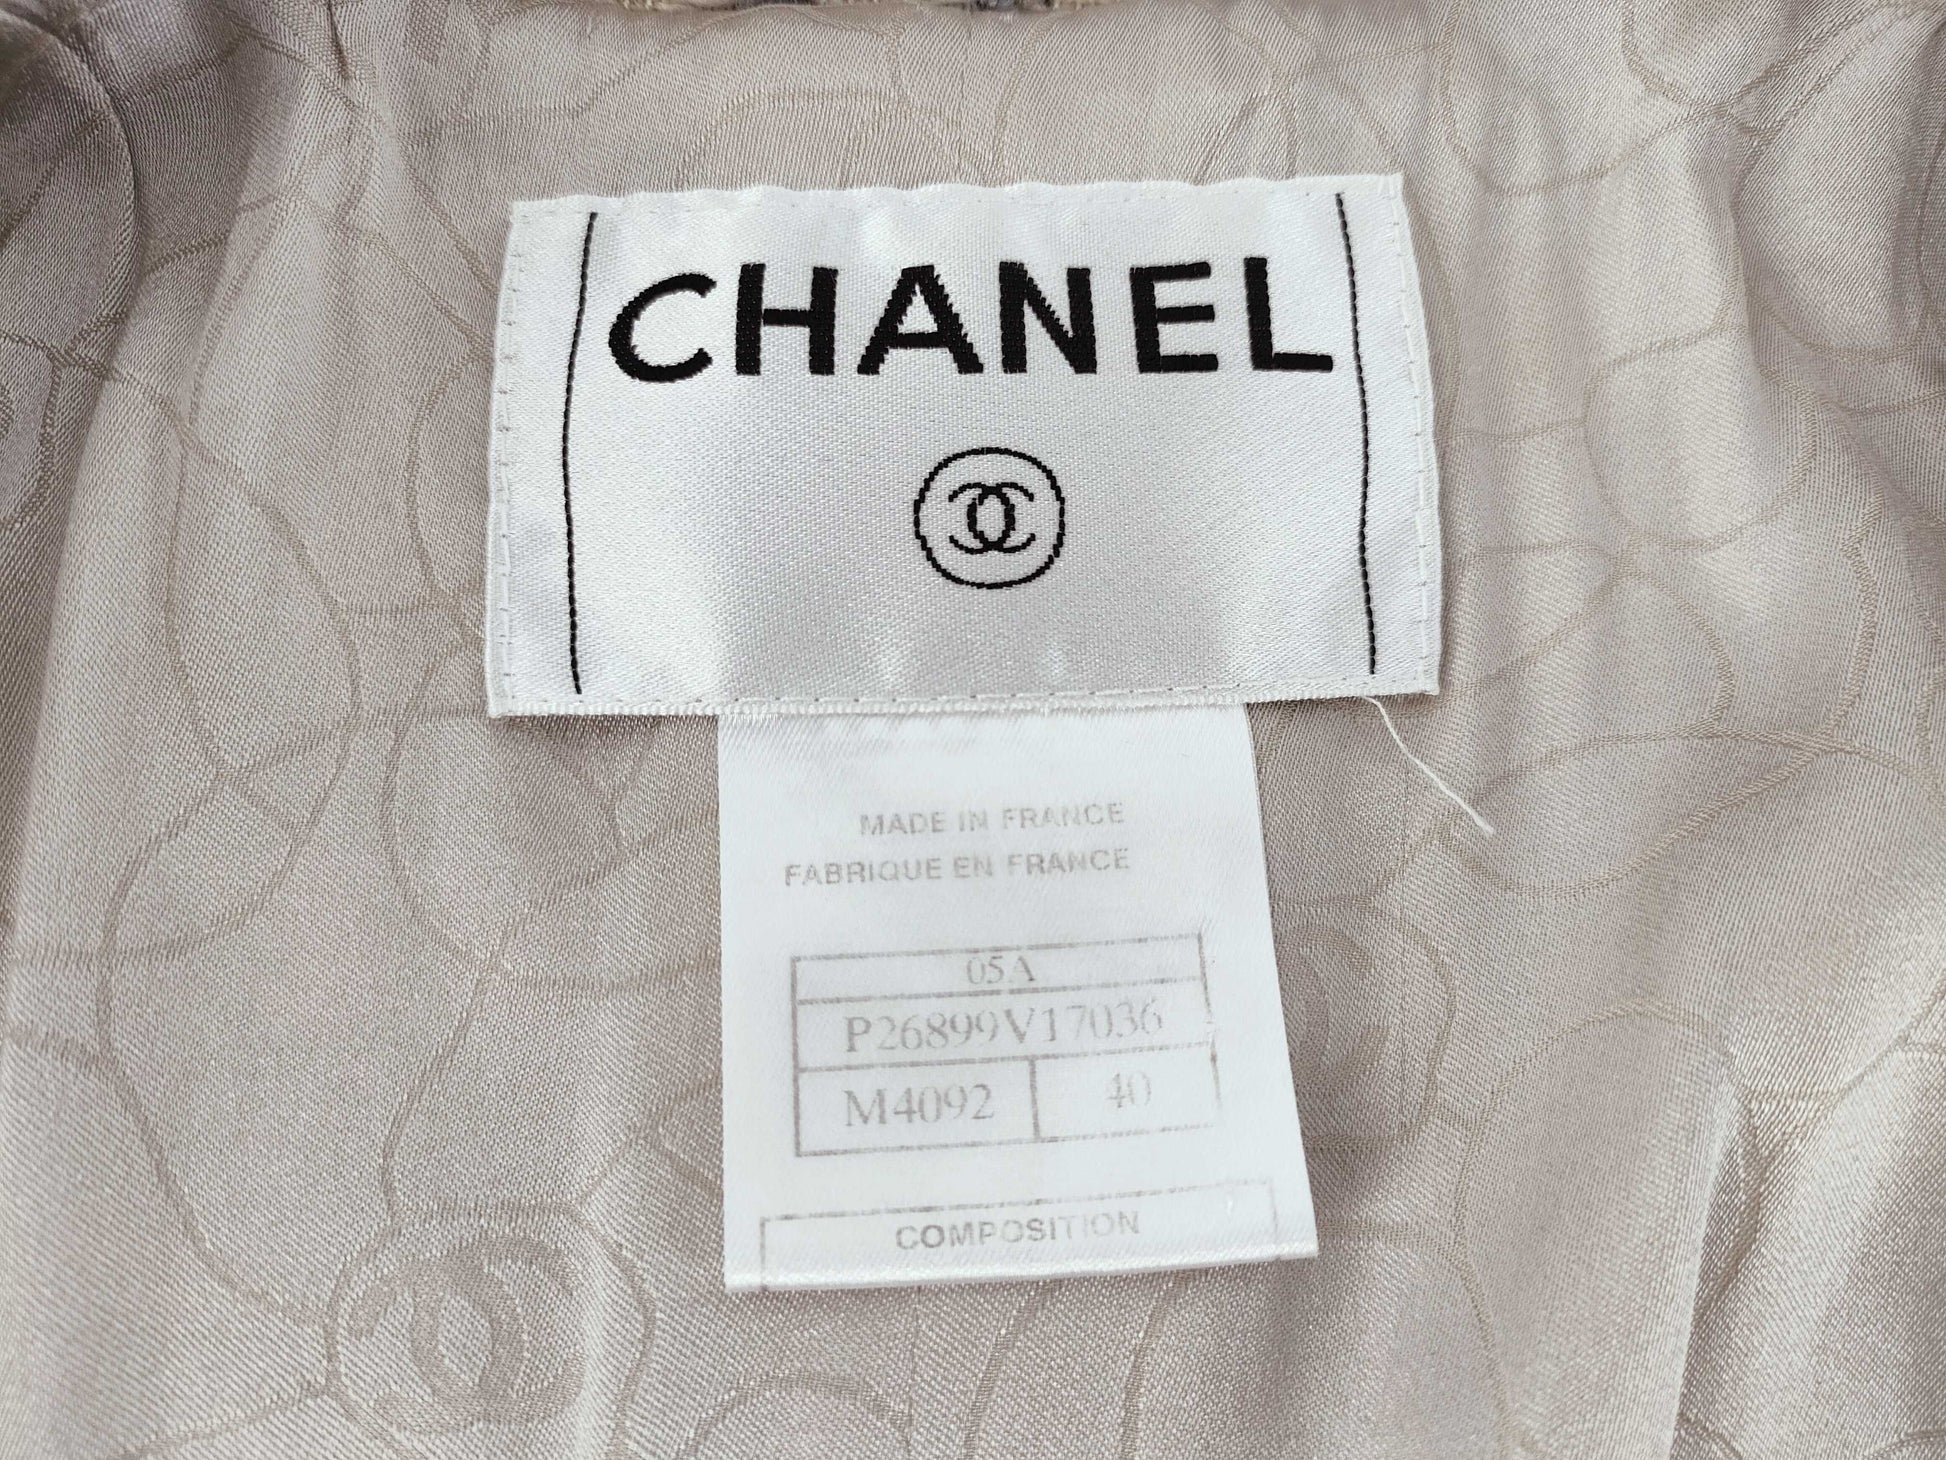 CHANEL
MADE IN FRANCE
FABRIQUE EN FRANCE
05A
P26899V17036
M4092 40
COMPOSITION